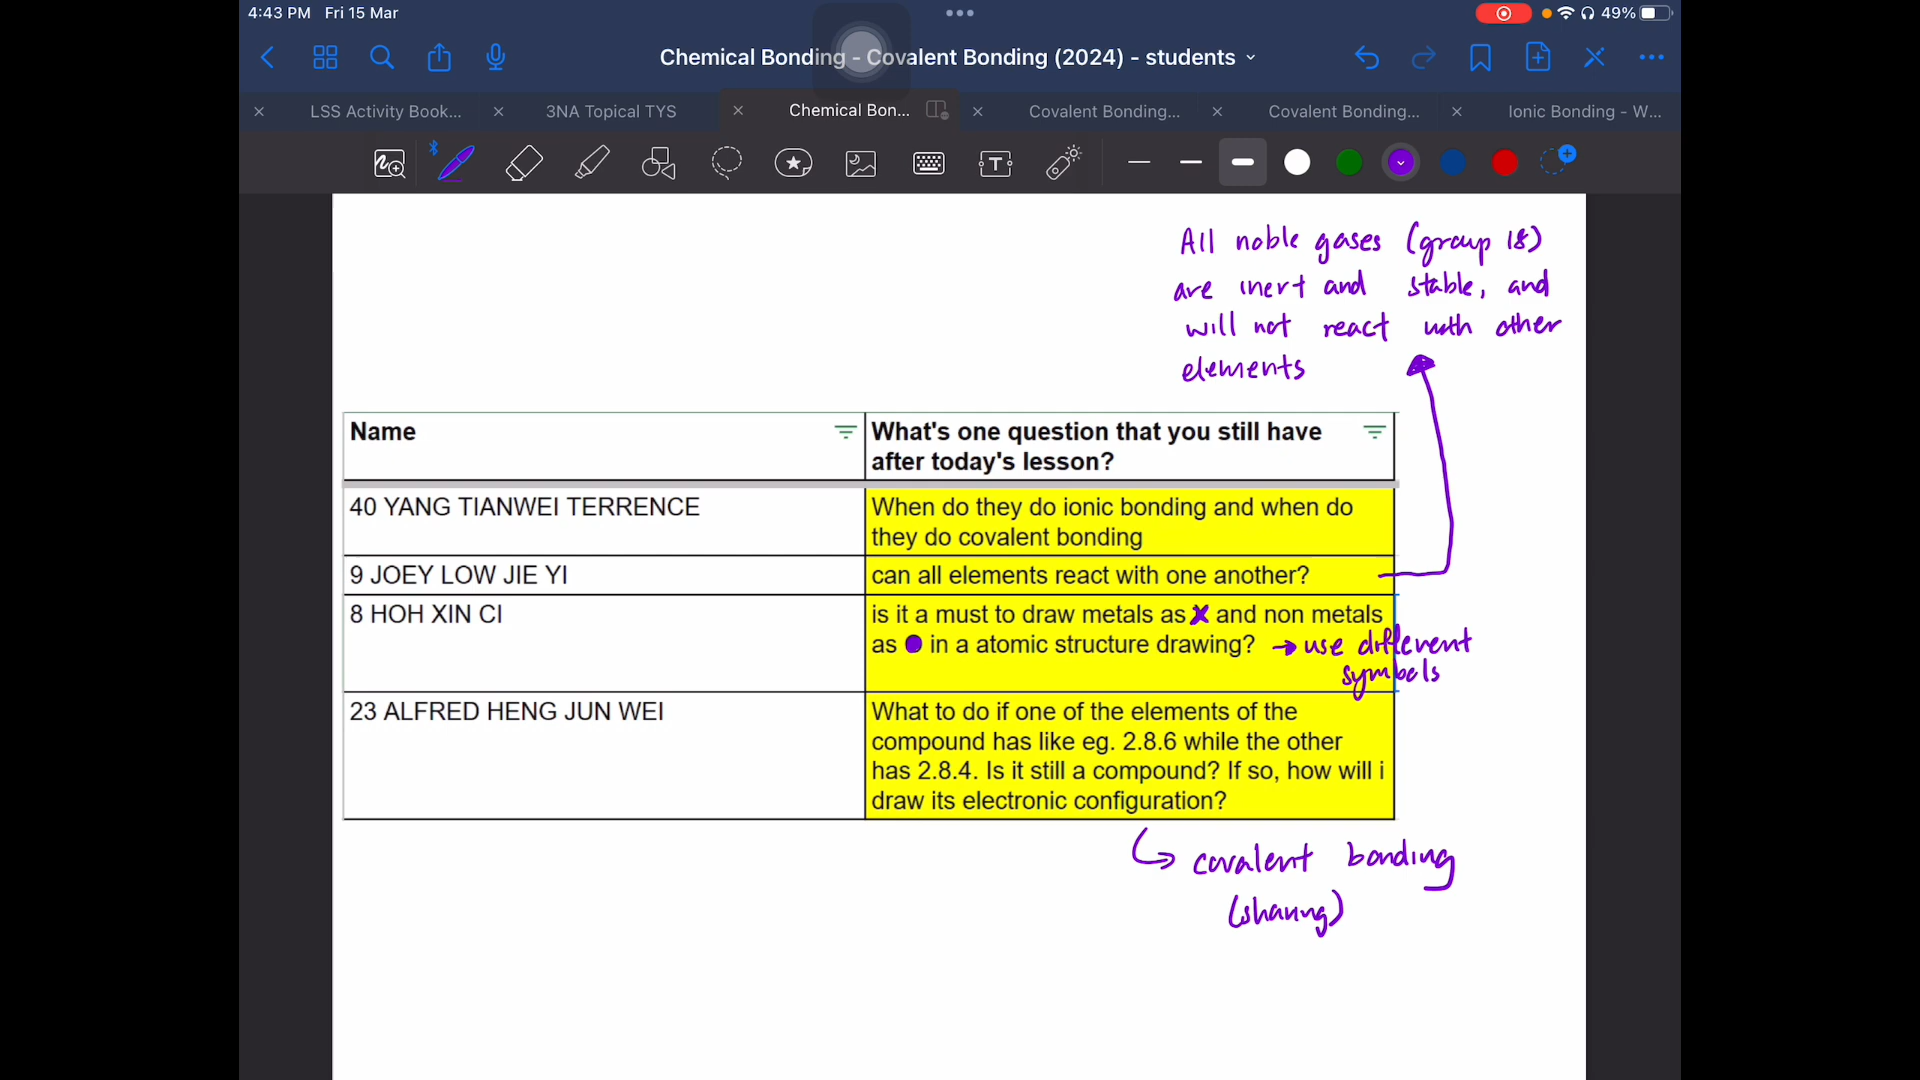 4:43 PM Fri 15 Mar
49%
Chemical Bonding - Covalent Bonding (2024) - students
LSS Activity Book...
3NA Topical TYS
Chemical Bon...
Covalent Bonding...
Covalent Bonding...
Ionic Bonding - W...
All noble gases (group 18)
are inert and stable, and
will not react with other
elements
Name
What's one question that you still have
after today's lesson?
40 YANG TIANWEI TERRENCE
When do they do ionic bonding and when do
they do covalent bonding
9 JOEY LOW JIE YI
can all elements react with one another?
8 HOH XIN CI
is it a must to draw metals as x and non metals
as ● in a atomic structure drawing? → use different
symbols
23 ALFRED HENG JUN WEI
What to do if one of the elements of the
compound has like eg. 2.8.6 while the other
has 2.8.4. Is it still a compound? If so, how will i
draw its electronic configuration?
covalent bonding
(sharing)